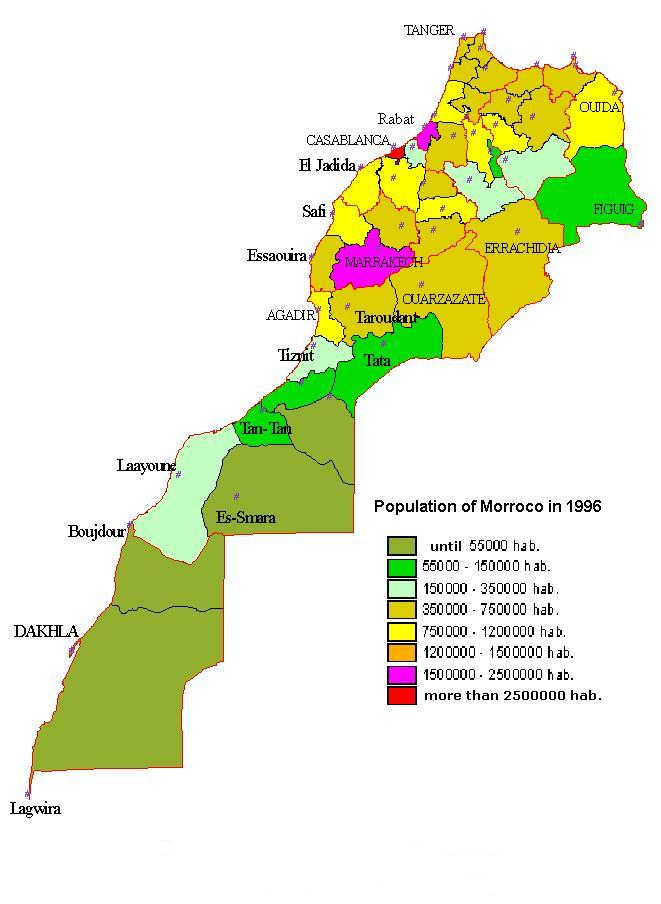 TANGER
OUJDA
Rabat
CASABLANCA
El Jadida
FIGUIG
Safi
ERRACHIDIA
Essaouira
MARRAKECH
OUARZAZATE
AGADIR
Taroudant
Tiznit
Tata
Tan-Tan
Laayoune
Es-Smara
Boujdour
DAKHLA
Lagwira
Population of Morroco in 1996
until 55000 hab.
55000 - 150000 hab.
150000 - 350000 hab.
350000 - 750000 hab.
750000 - 1200000 hab.
1200000 - 1500000 hab.
1500000 - 2500000 hab.
more than 2500000 hab.